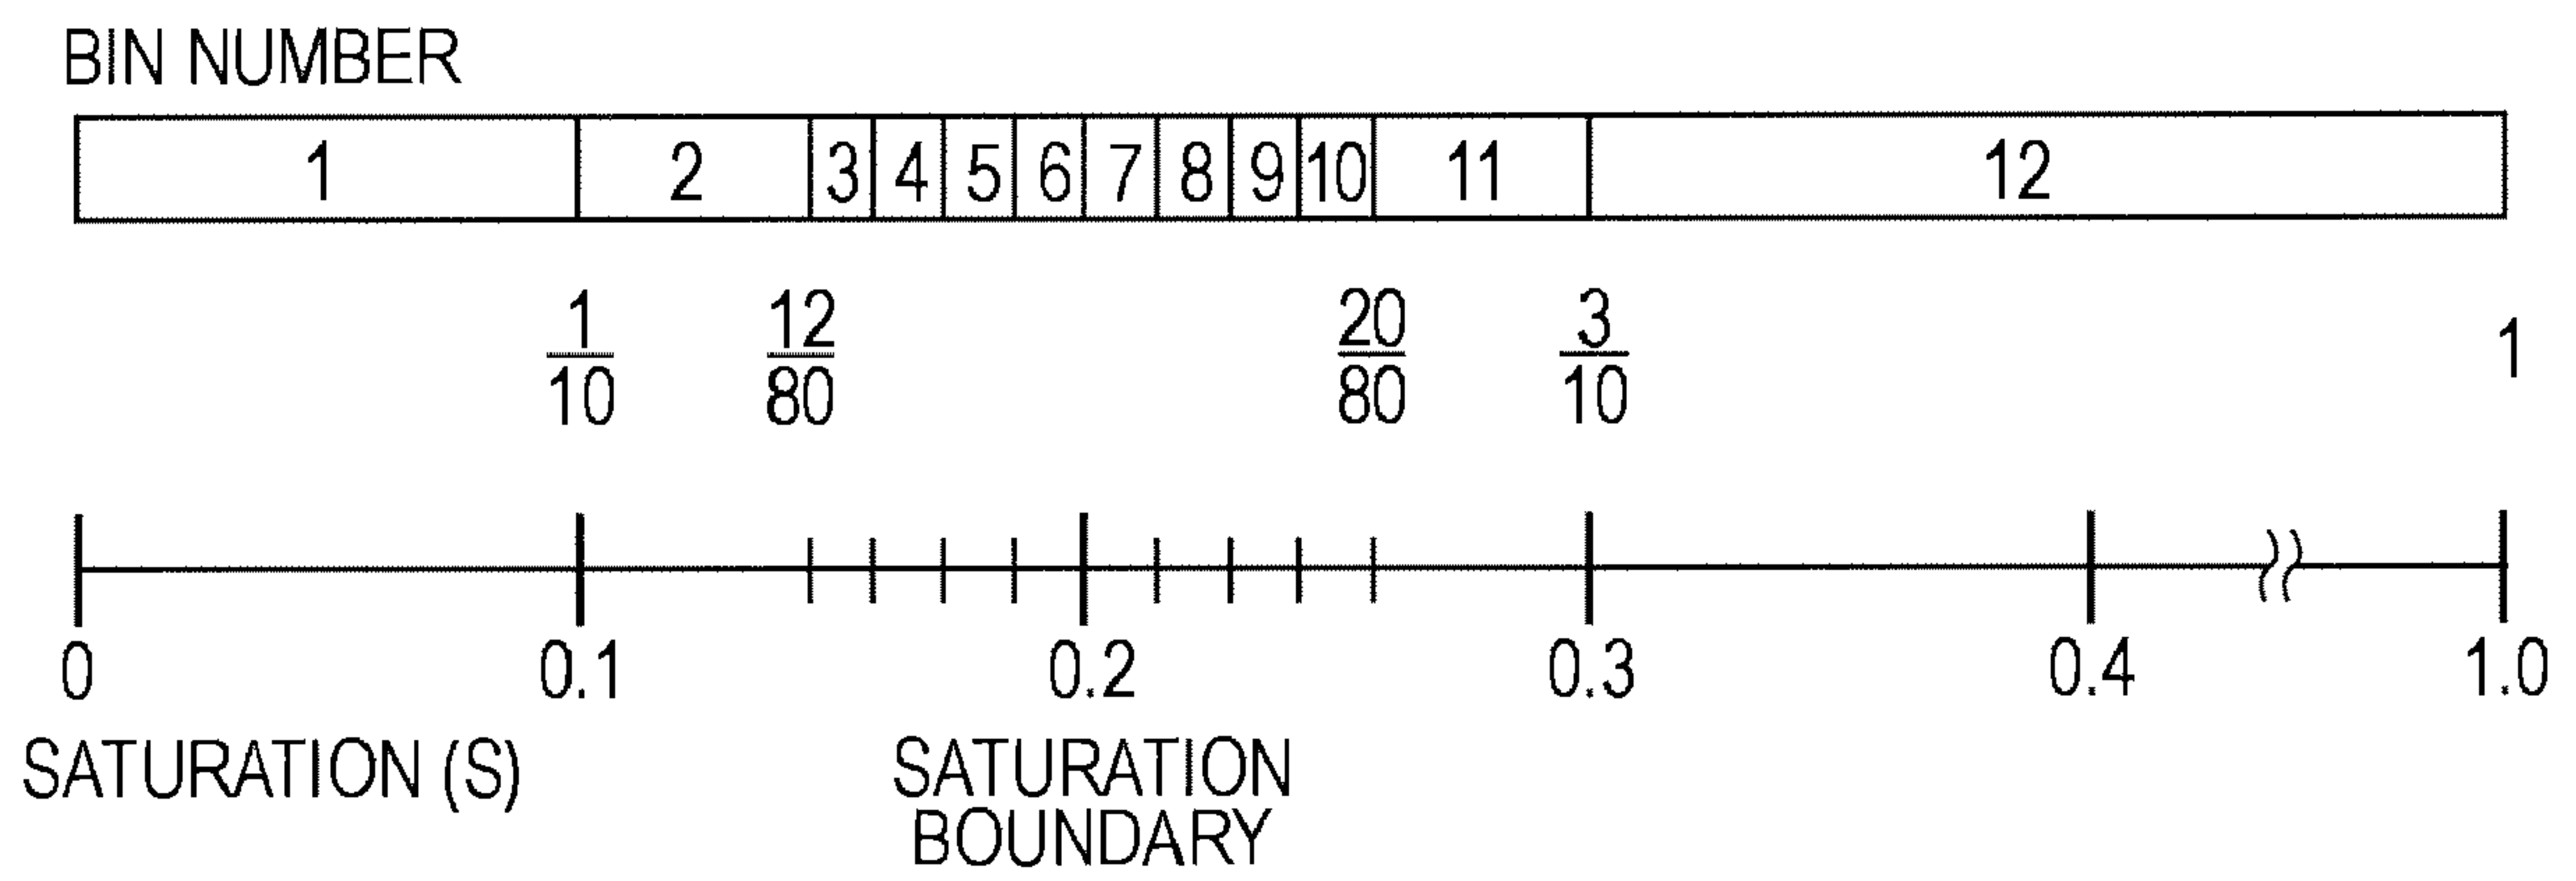 BIN NUMBER
1 2 3 4 5 6 7 8 9 10 11 12
1/10 12/80 20/80 3/10 1
0 0.1 0.2 0.3 0.4 1.0
SATURATION (S) SATURATION
BOUNDARY